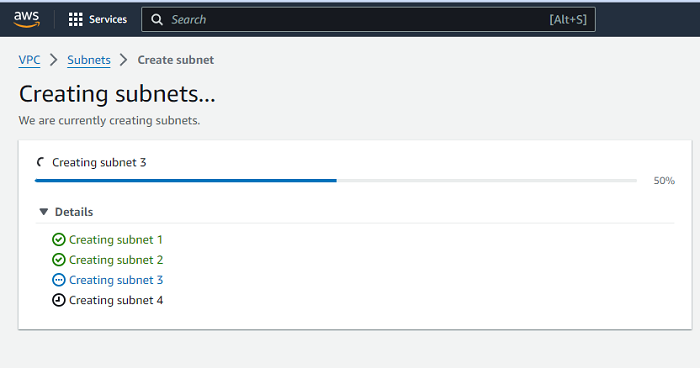 aws Services Search [Alt+S]
VPC Subnets Create subnet
Creating subnets...
We are currently creating subnets.
Creating subnet 3
50%
Details
Creating subnet 1
Creating subnet 2
Creating subnet 3
Creating subnet 4